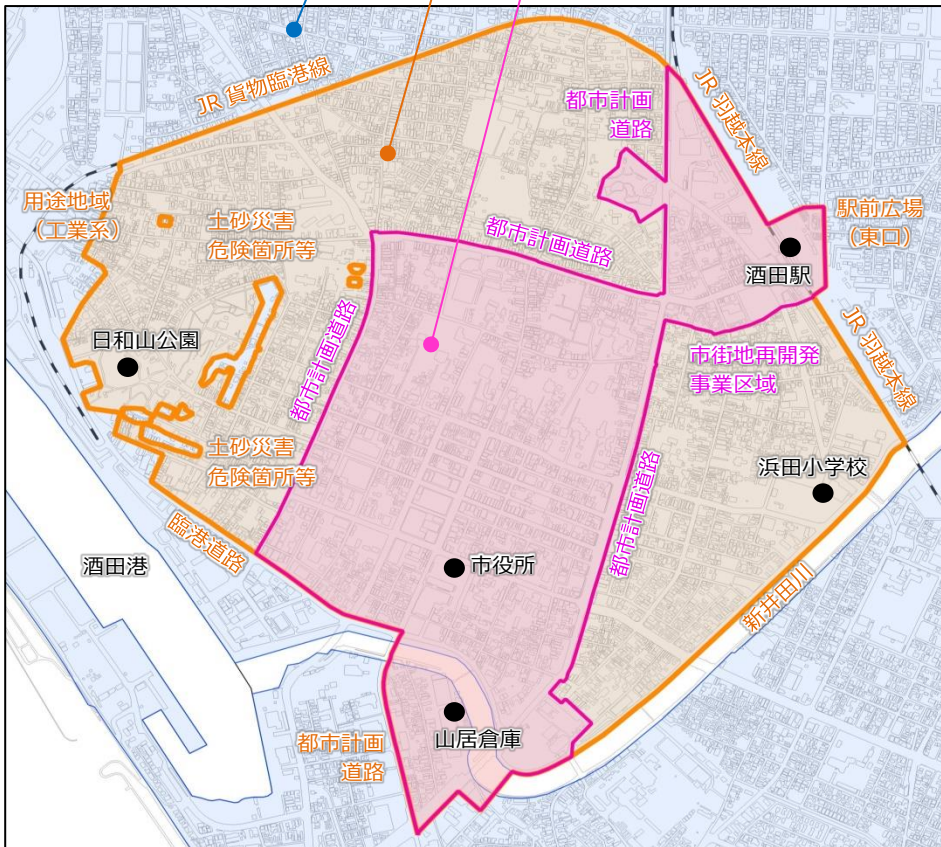 JR 貨物臨港線
都市計画
道路
JR 羽越本線
用途地域
（工業系）
土砂災害
危険箇所等
都市計画道路
駅前広場
（東口）
酒田駅
日和山公園
都市計画道路
市街地再開発
事業区域
JR 羽越本線
土砂災害
危険箇所等
浜田小学校
都市計画道路
臨港道路
酒田港
市役所
新井田川
山居倉庫
都市計画
道路